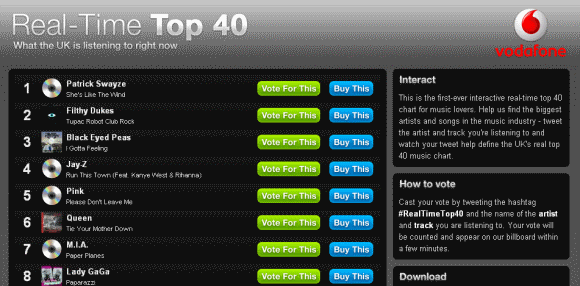 Real-Time Top 40
What the UK is listening to right now
vodafone
1 Patrick Swayze
She's Like The Wind
Vote For This Buy This
2 Filthy Dukes
Tupac Robot Club Rock
Vote For This Buy This
3 Black Eyed Peas
I Gotta Feeling
Vote For This Buy This
4 Jay-Z
Run This Town (Feat. Kanye West & Rihanna)
Vote For This Buy This
5 Pink
Please Don't Leave Me
Vote For This Buy This
6 Queen
Tie Your Mother Down
Vote For This Buy This
7 M.I.A.
Paper Planes
Vote For This Buy This
8 Lady GaGa
Paparazzi
Vote For This Buy This
Interact
This is the first-ever interactive real-time top 40
chart for music lovers. Help us find the biggest
artists and songs in the music industry - tweet
the artist and track you're listening to and
watch your tweet help define the UK's real top
40 music chart.
How to vote
Cast your vote by tweeting the hashtag
#RealTimeTop40 and the name of the artist
and track you are listening to. Your vote will
be counted and appear on our billboard within
a few minutes.
Download